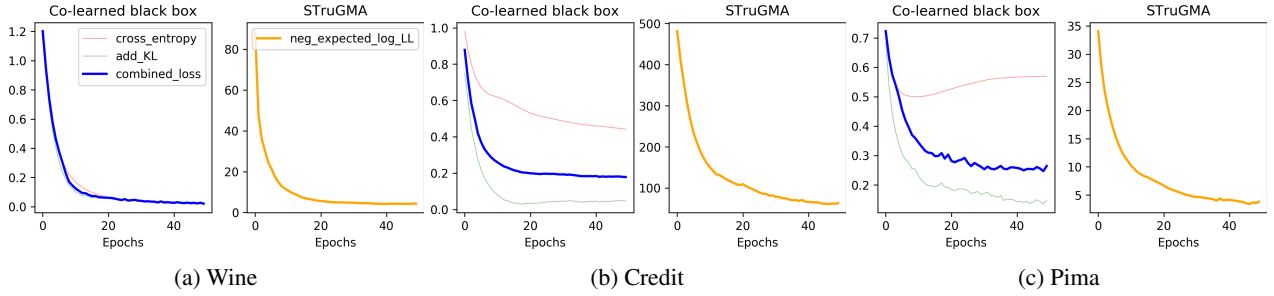 Co-learned black box
STruGMA
Co-learned black box
STruGMA
Co-learned black box
STruGMA
1.2
1.0
0.8
0.6
0.4
0.2
0.0
cross_entropy
add_KL
combined_loss
0 20 40
Epochs
80
60
40
20
0
neg_expected_log_LL
0 20 40
Epochs
1.0
0.8
0.6
0.4
0.2
0.0
0 20 40
Epochs
500
400
300
200
100
0 20 40
Epochs
0.7
0.6
0.5
0.4
0.3
0.2
0 20 40
Epochs
35
30
25
20
15
10
5
0 20 40
Epochs
(a) Wine
(b) Credit
(c) Pima